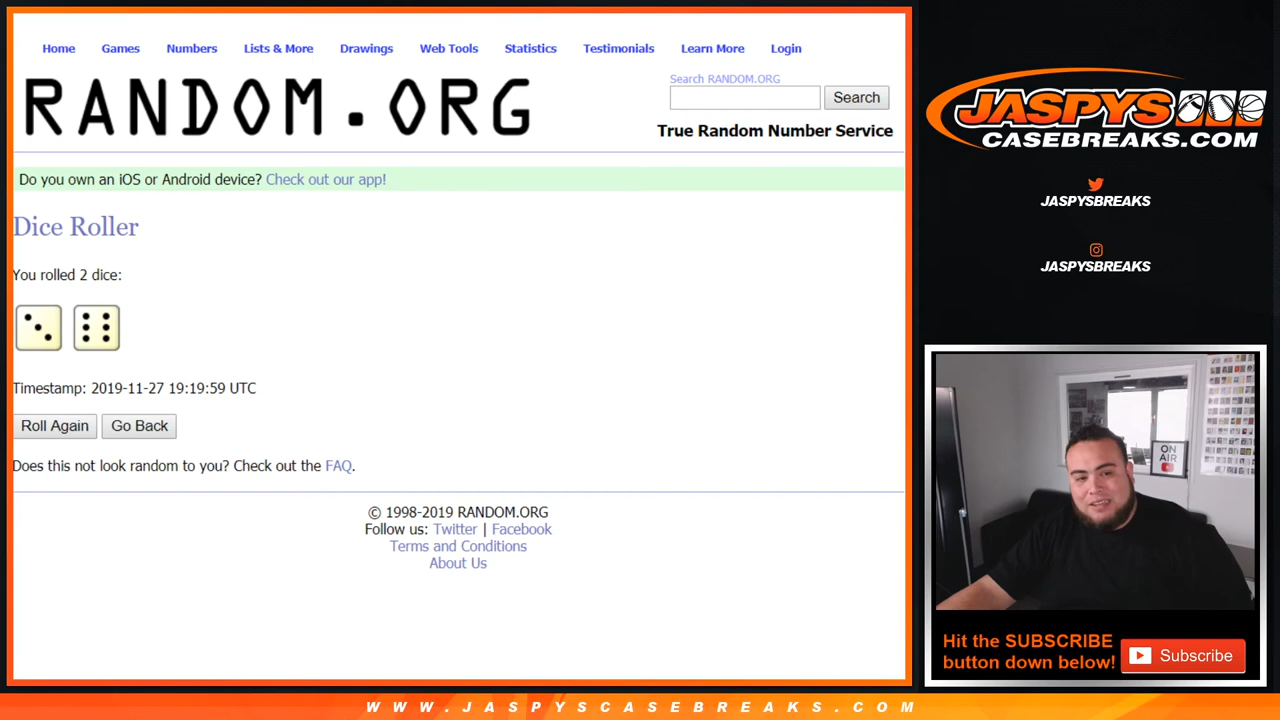 Home Games Numbers Lists & More Drawings Web Tools Statistics Testimonials Learn More Login
RANDOM.ORG
Search RANDOM.ORG
Search
True Random Number Service
Do you own an iOS or Android device? Check out our app!
Dice Roller
You rolled 2 dice:
Timestamp: 2019-11-27 19:19:59 UTC
Roll Again Go Back
Does this not look random to you? Check out the FAQ.
© 1998-2019 RANDOM.ORG
Follow us: Twitter | Facebook
Terms and Conditions
About Us
JASPYS
CASEBREAKS.COM
JASPYSBREAKS
JASPYSBREAKS
ON
AIR
Hit the SUBSCRIBE
button down below!
Subscribe
WWW.JASPYSCASEBREAKS.COM